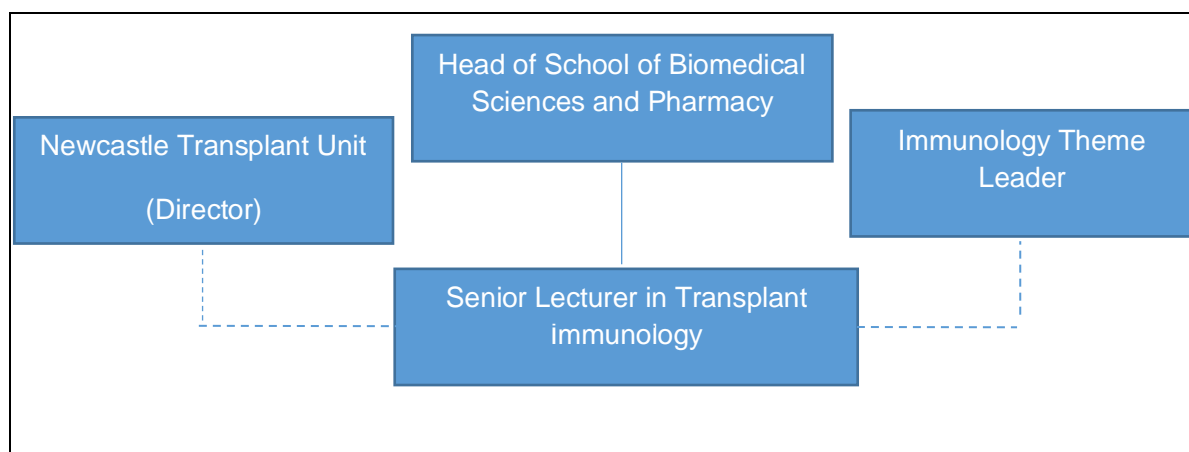 Head of School of Biomedical
Sciences and Pharmacy
Newcastle Transplant Unit
(Director)
Immunology Theme
Leader
Senior Lecturer in Transplant
Immunology